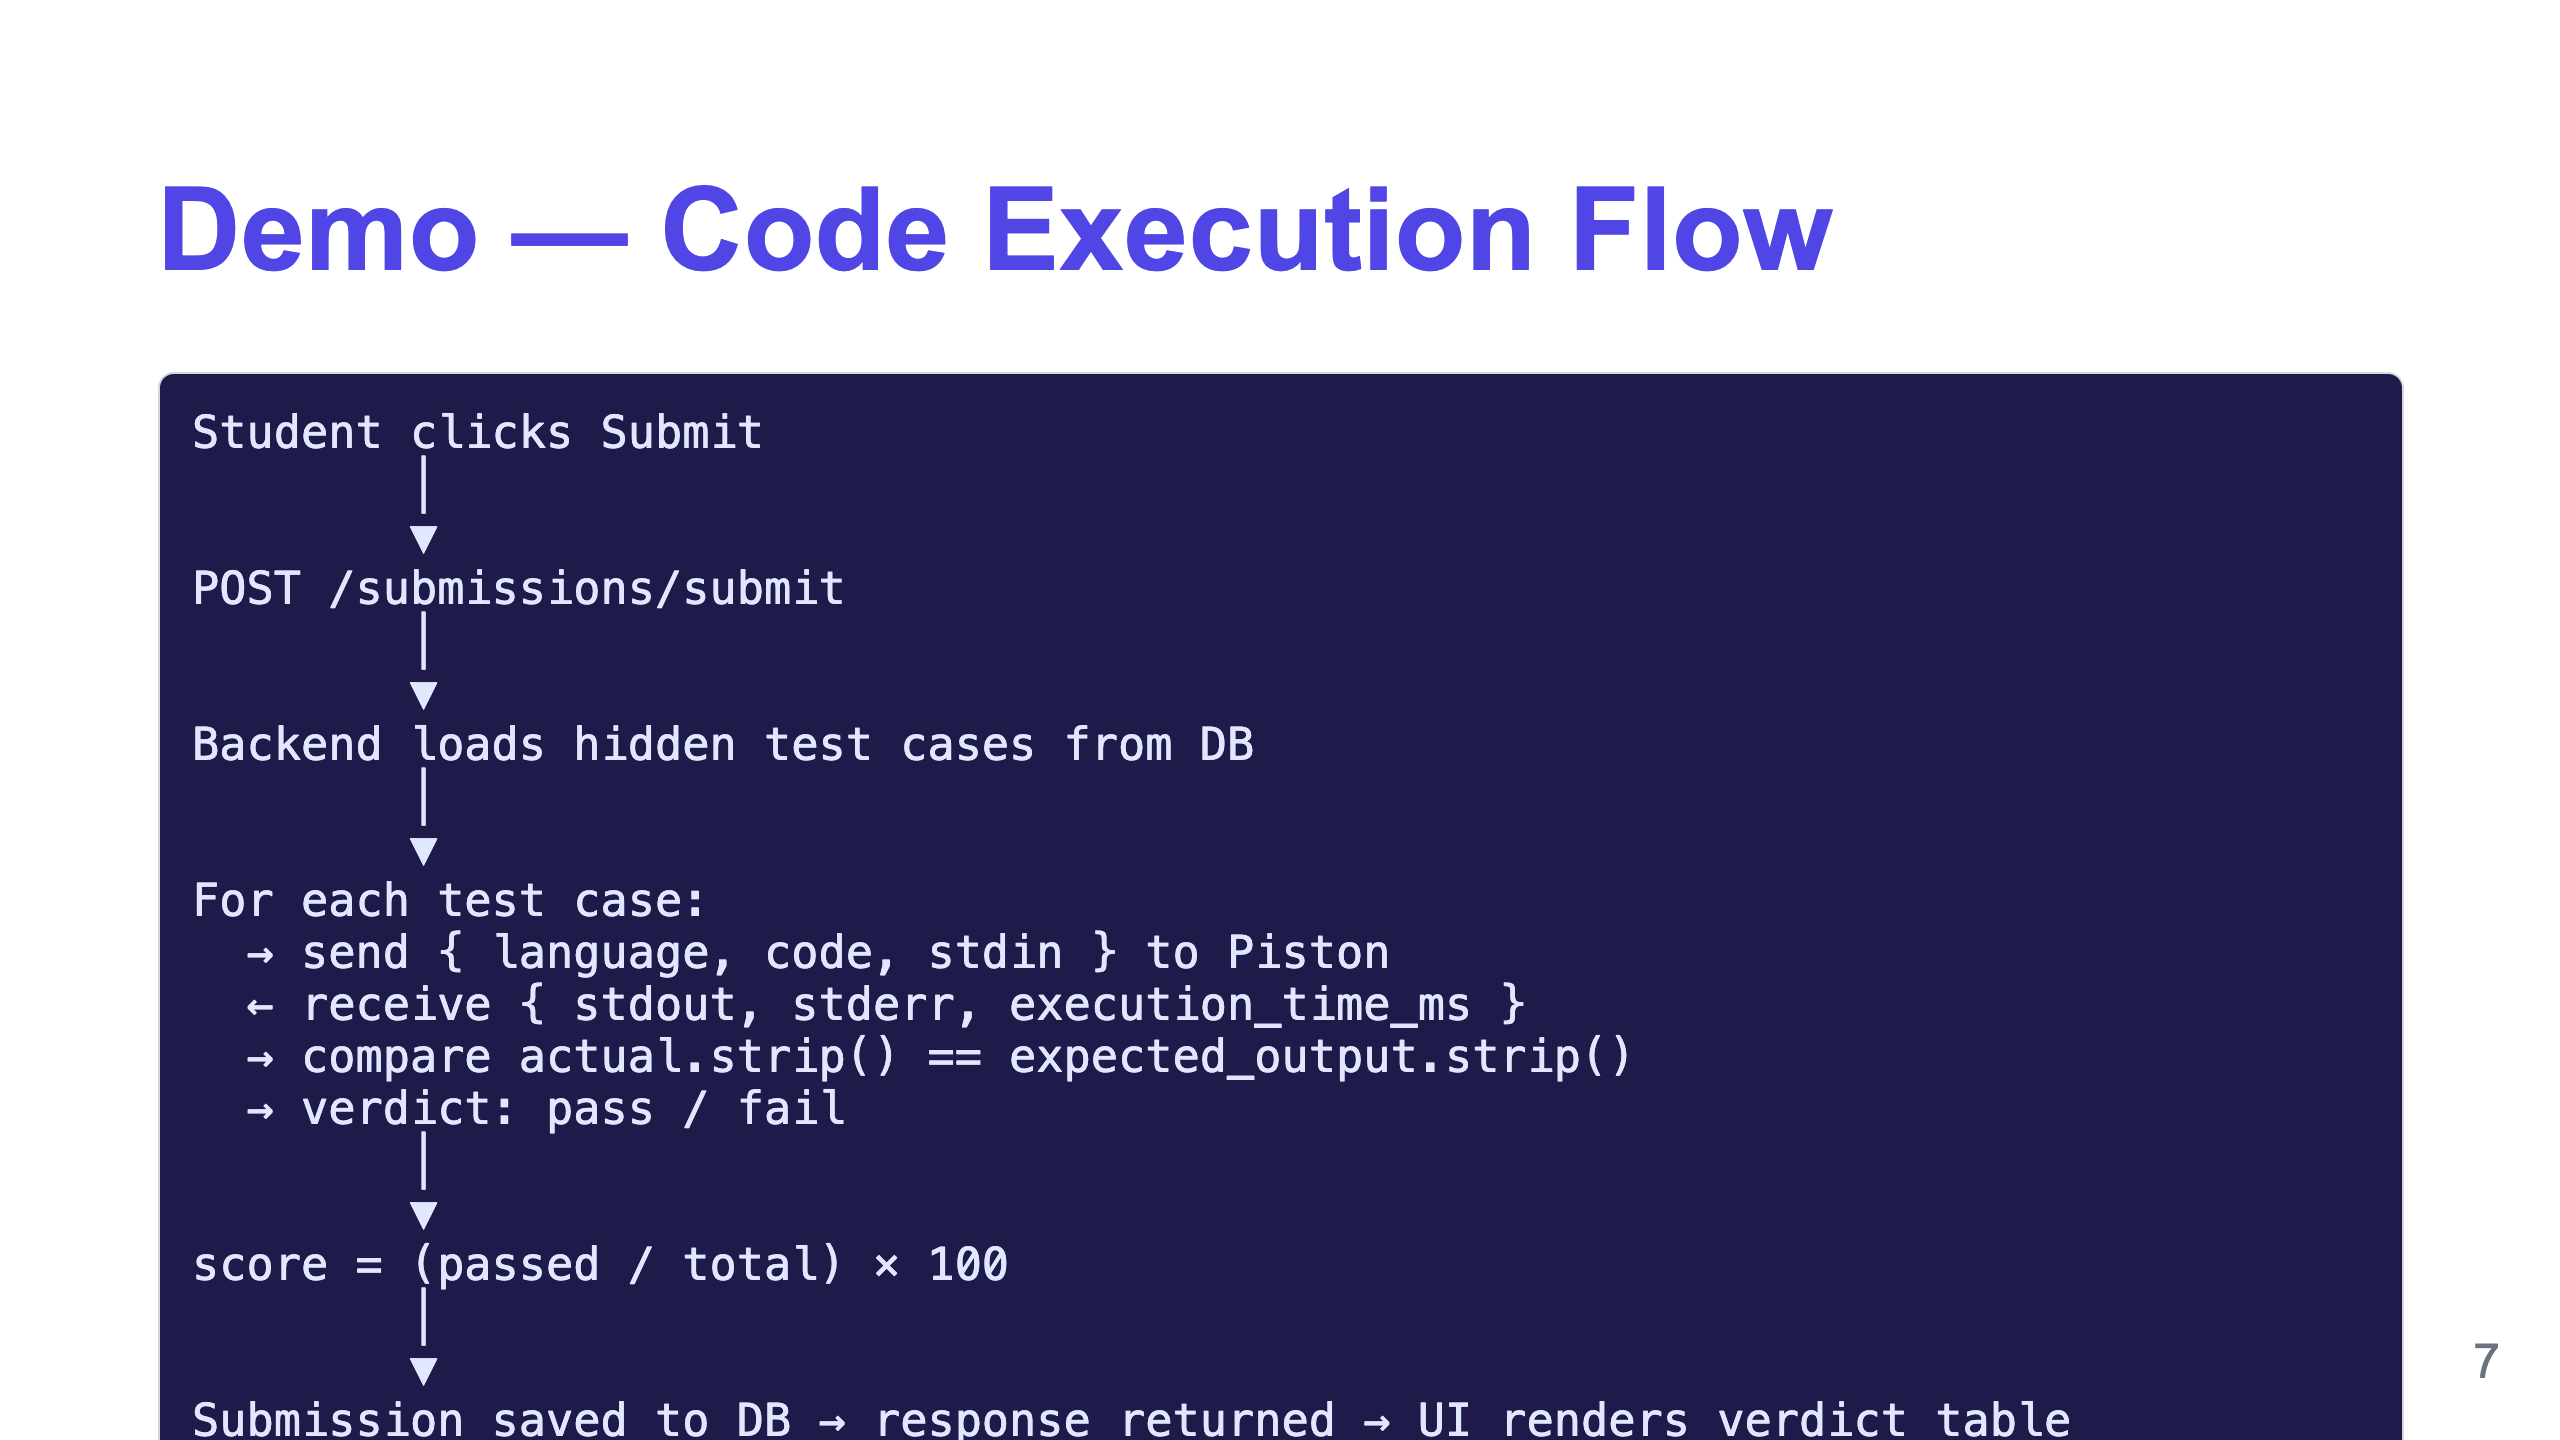 Demo — Code Execution Flow
Student clicks Submit
│
▼
POST /submissions/submit
│
▼
Backend loads hidden test cases from DB
│
▼
For each test case:
→ send { language, code, stdin } to Piston
← receive { stdout, stderr, execution_time_ms }
→ compare actual.strip() == expected_output.strip()
→ verdict: pass / fail
│
▼
score = (passed / total) × 100
│
▼
Submission saved to DB → response returned → UI renders verdict table
7